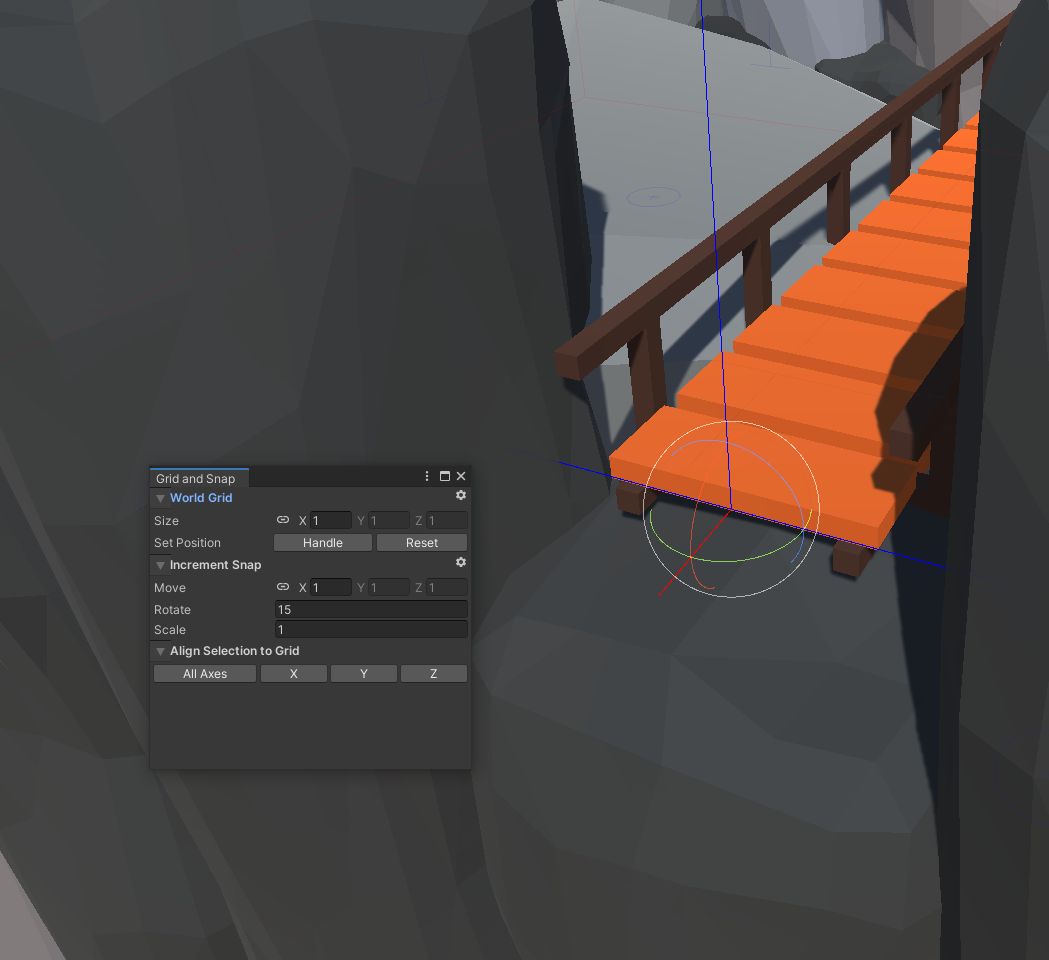 Grid and Snap
World Grid
Size X 1 Y 1 Z 1
Set Position Handle Reset
Increment Snap
Move X 1 Y 1 Z 1
Rotate 15
Scale 1
Align Selection to Grid
All Axes X Y Z